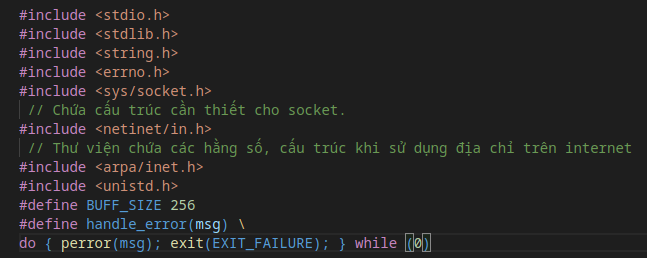 #include <stdio.h>
#include <stdlib.h>
#include <string.h>
#include <errno.h>
#include <sys/socket.h>
// Chứa cấu trúc cần thiết cho socket.
#include <netinet/in.h>
// Thư viện chứa các hằng số, cấu trúc khi sử dụng địa chỉ trên internet
#include <arpa/inet.h>
#include <unistd.h>
#define BUFF_SIZE 256
#define handle_error(msg) \
do { perror(msg); exit(EXIT_FAILURE); } while (0)